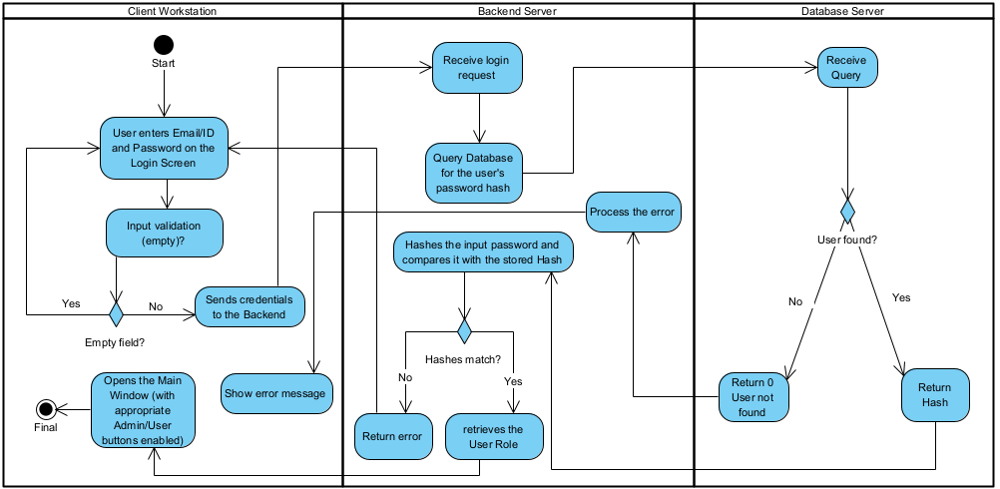 Client Workstation
Backend Server
Database Server
Start
User enters Email/ID
and Password on the
Login Screen
Input validation
(empty)?
Yes
No
Empty field?
Sends credentials
to the Backend
Opens the Main
Window (with
appropriate
Admin/User
buttons enabled)
Final
Show error message
Receive login
request
Query Database
for the user's
password hash
Process the error
Hashes the input password and
compares it with the stored Hash
Hashes match?
No
Yes
Return error
retrieves the
User Role
Receive
Query
User found?
No
Yes
Return 0
User not
found
Return
Hash